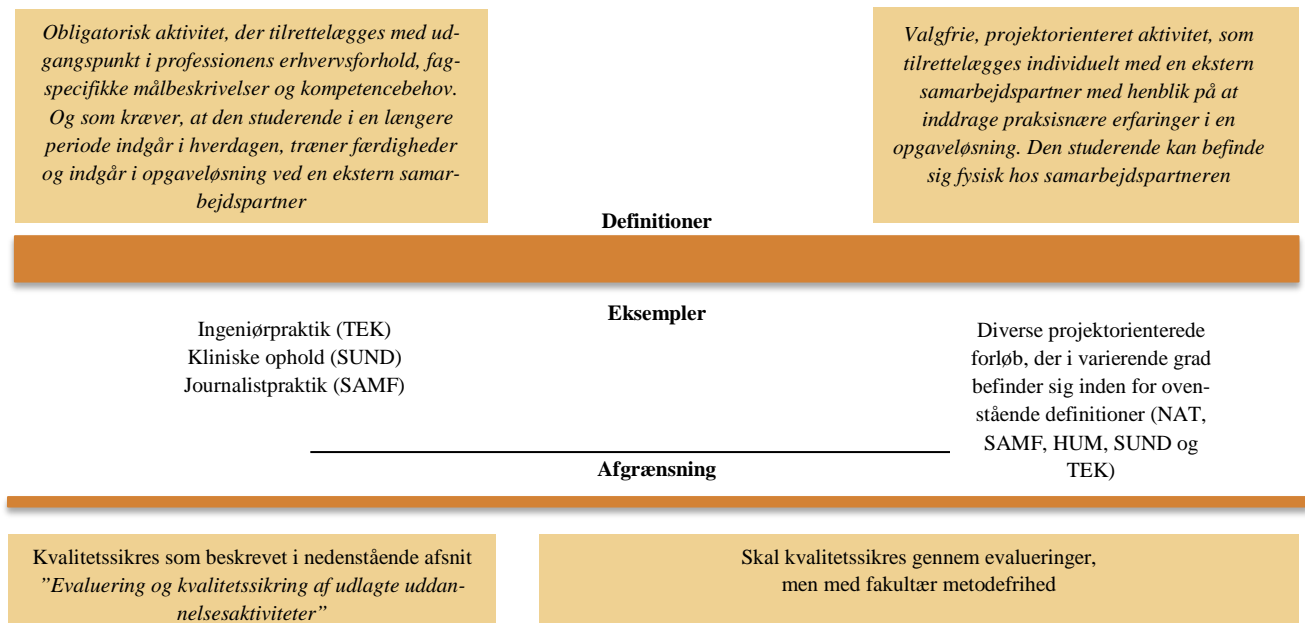 Obligatorisk aktivitet, der tilrettelægges med ud-
gangspunkt i professionens erhvervsforhold, fag-
specifikke målbeskrivelser og kompetencebehov.
Og som kræver, at den studerende i en længere
periode indgår i hverdagen, træner færdigheder
og indgår i opgaveløsning ved en ekstern samar-
bejdspartner
Valgfrie, projektorienteret aktivitet, som
tilrettelægges individuelt med en ekstern
samarbejdspartner med henblik på at
inddrage praksisnære erfaringer i en
opgaveløsning. Den studerende kan befinde
sig fysisk hos samarbejdspartneren
Definitioner
Eksempler
Ingeniørpraktik (TEK)
Kliniske ophold (SUND)
Journalistpraktik (SAMF)
Diverse projektorienterede
forløb, der i varierende grad
befinder sig inden for oven-
stående definitioner (NAT,
SAMF, HUM, SUND og
TEK)
Afgrænsning
Kvalitetssikres som beskrevet i nedenstående afsnit
”Evaluering og kvalitetssikring af udlagte uddan-
nelsesaktiviteter”
Skal kvalitetssikres gennem evalueringer,
men med fakultær metodefrihed